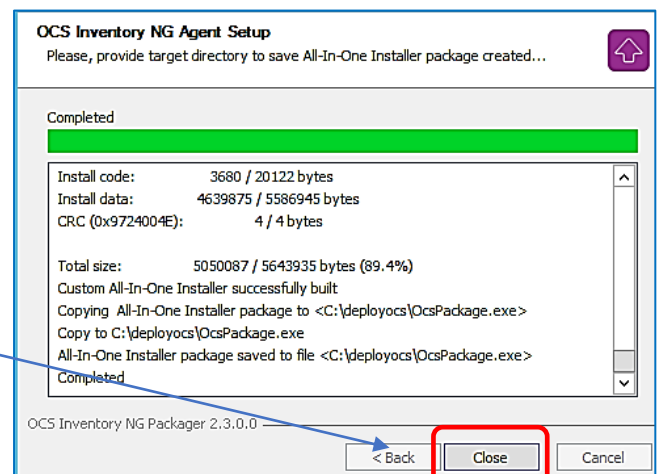 OCS Inventory NG Agent Setup
Please, provide target directory to save All-In-One Installer package created...
Completed
Install code: 3680 / 20122 bytes
Install data: 4639875 / 5586945 bytes
CRC (0x9724004E): 4 / 4 bytes
Total size: 5050087 / 5643935 bytes (89.4%)
Custom All-In-One Installer successfully built
Copying All-In-One Installer package to <C:\deployocs\OcsPackage.exe>
Copy to C:\deployocs\OcsPackage.exe
All-In-One Installer package saved to file <C:\deployocs\OcsPackage.exe>
Completed
OCS Inventory NG Packager 2.3.0.0
< Back Close Cancel